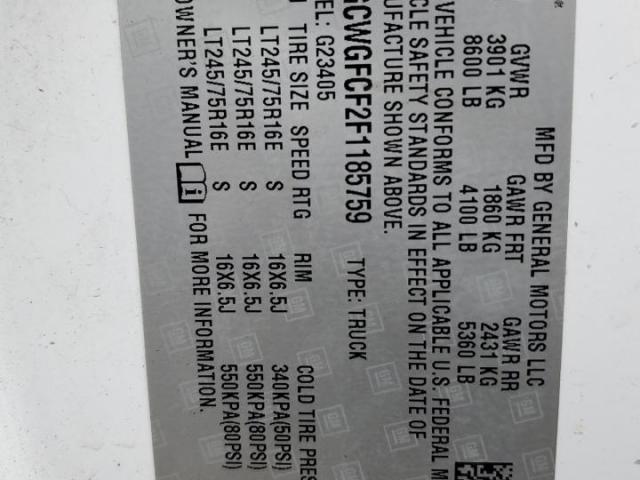 MFD BY GENERAL MOTORS LLC
GVWR GAWR FRT GAWR RR
3901 KG 1860 KG 2431 KG
8600 LB 4100 LB 5360 LB
VEHICLE CONFORMS TO ALL APPLICABLE U.S. FEDERAL M
CLE SAFETY STANDARDS IN EFFECT ON THE DATE OF
UFACTURE SHOWN ABOVE.
GCWGFCF2F1185759 TYPE: TRUCK
EL: G23405
TIRE SIZE SPEED RTG RIM COLD TIRE PRES
LT245/75R16E S 16X6.5J 340KPA(50PSI)
LT245/75R16E S 16X6.5J 550KPA(80PSI)
LT245/75R16E S 16X6.5J 550KPA(80PSI)
OWNER'S MANUAL i FOR MORE INFORMATION.
GM